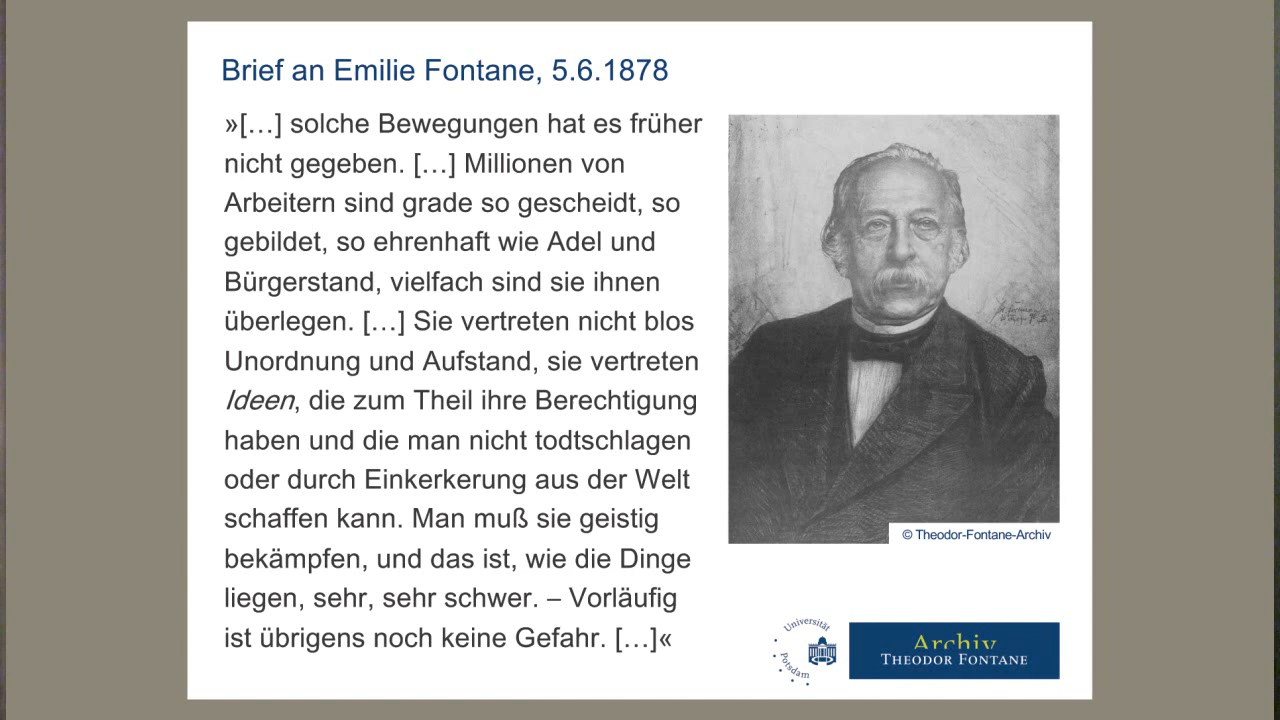 Brief an Emilie Fontane, 5.6.1878
»[…] solche Bewegungen hat es früher
nicht gegeben. […] Millionen von
Arbeitern sind grade so gescheidt, so
gebildet, so ehrenhaft wie Adel und
Bürgerstand, vielfach sind sie ihnen
überlegen. […] Sie vertreten nicht blos
Unordnung und Aufstand, sie vertreten
Ideen, die zum Theil ihre Berechtigung
haben und die man nicht todtschlagen
oder durch Einkerkerung aus der Welt
schaffen kann. Man muß sie geistig
bekämpfen, und das ist, wie die Dinge
liegen, sehr, sehr schwer. – Vorläufig
ist übrigens noch keine Gefahr. […]«
© Theodor-Fontane-Archiv
Universität
Potsdam
Archiv
THEODOR FONTANE